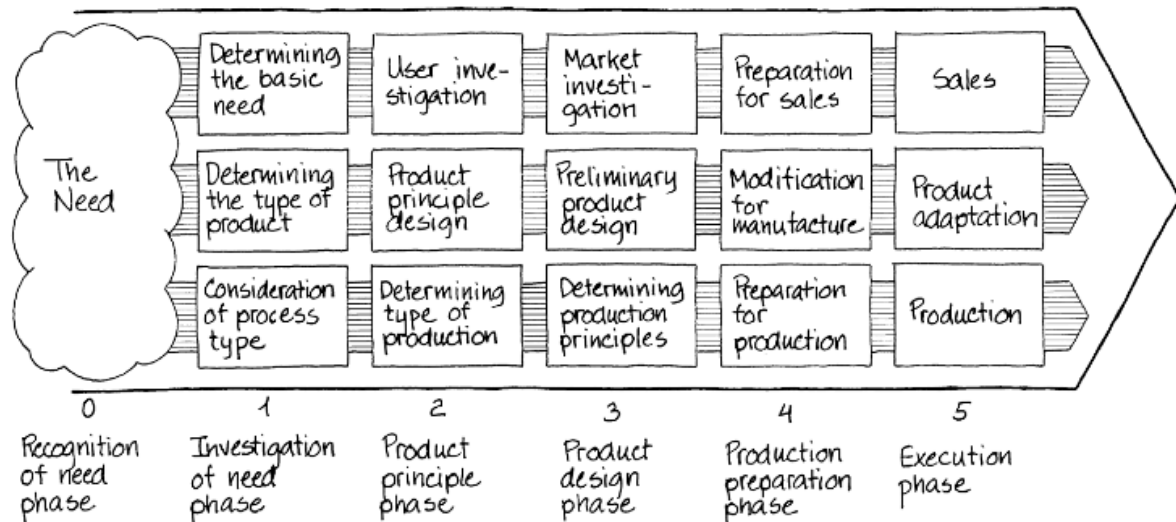 The
Need
Determining
the basic
need
User inve-
stigation
Market
investi-
gation
Preparation
for sales
Sales
Determining
the type of
product
Product
principle
design
Preliminary
product
design
Modification
for
manufacture
Product
adaptation
Consideration
of process
type
Determining
type of
production
Determining
production
principles
Preparation
for
production
Production
0
Recognition
of need
phase
1
Investigation
of need
phase
2
Product
principle
phase
3
Product
design
phase
4
Production
preparation
phase
5
Execution
phase